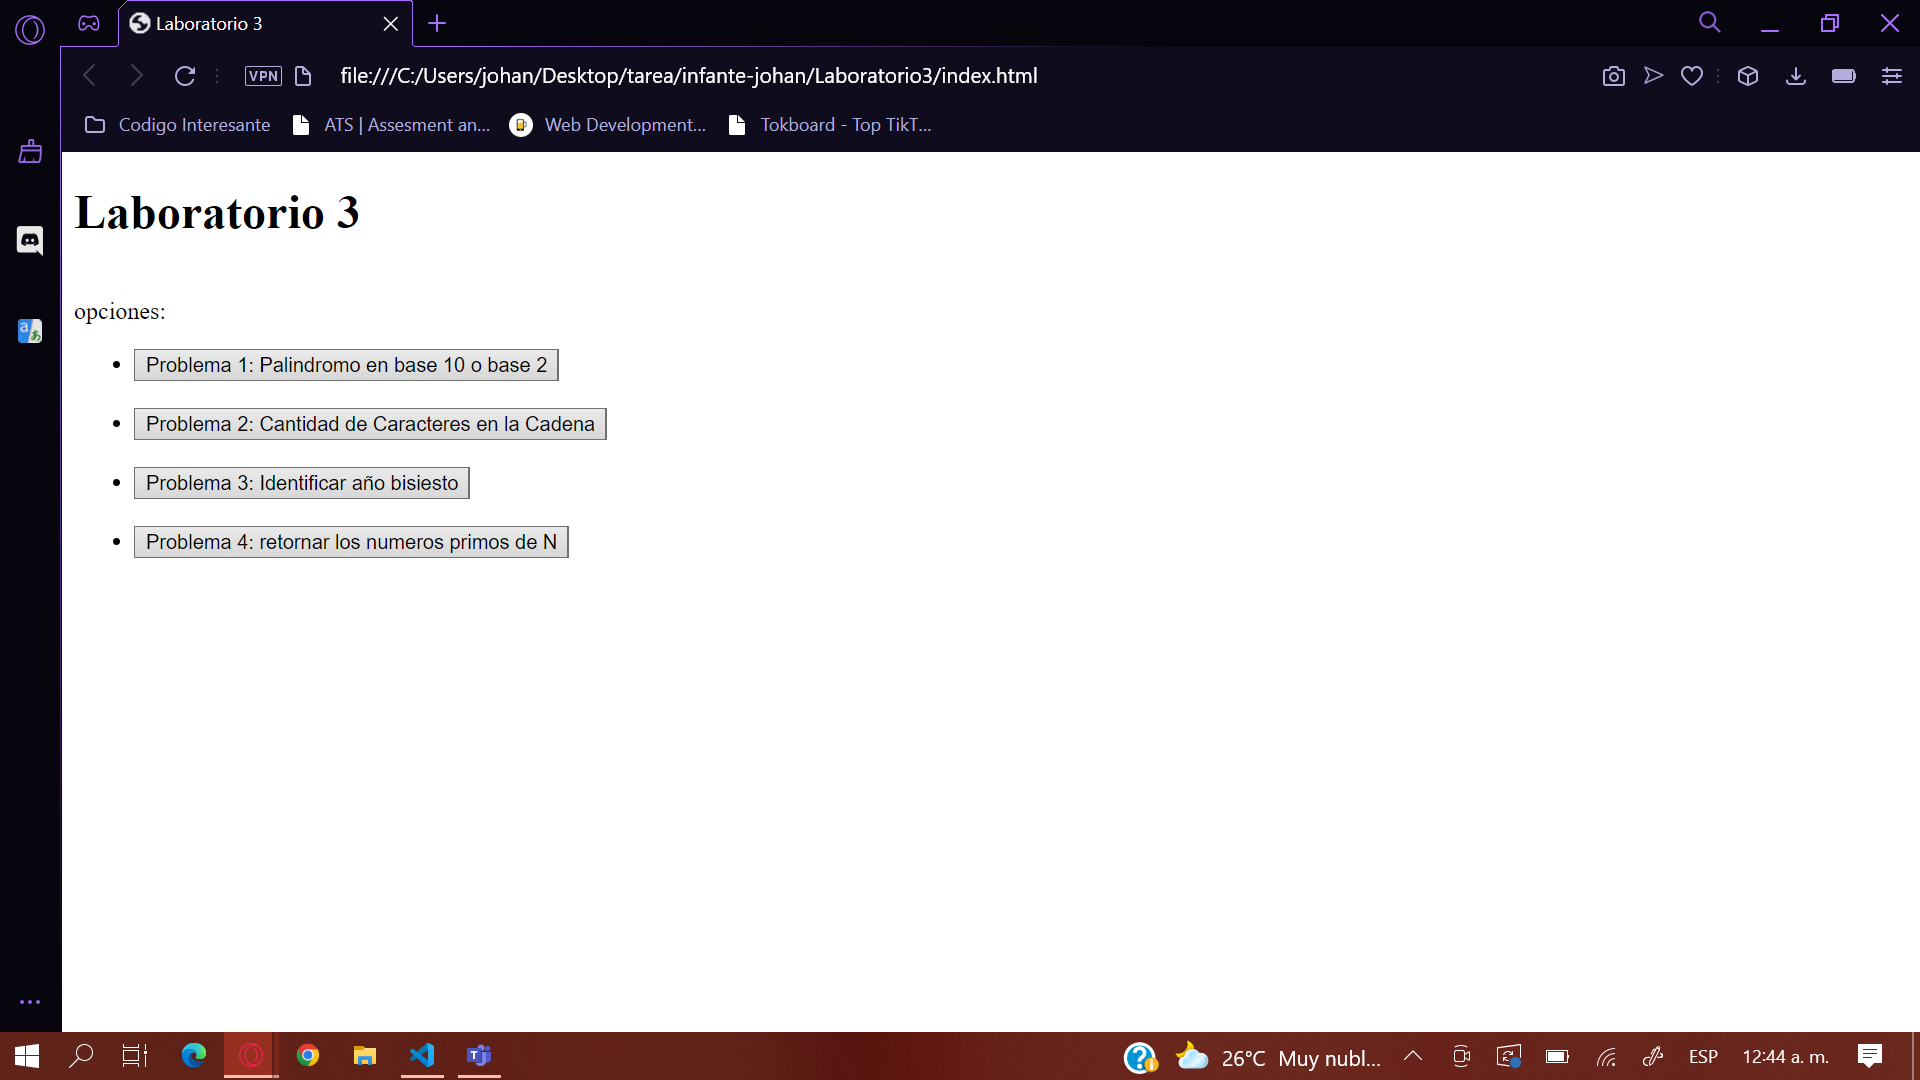 Laboratorio 3
VPN file:///C:/Users/johan/Desktop/tarea/infante-johan/Laboratorio3/index.html
Codigo Interesante ATS | Assesment an... Web Development... Tokboard - Top TikT...
Laboratorio 3
opciones:
Problema 1: Palindromo en base 10 o base 2
Problema 2: Cantidad de Caracteres en la Cadena
Problema 3: Identificar año bisiesto
Problema 4: retornar los numeros primos de N
26°C Muy nubl... ESP 12:44 a. m.